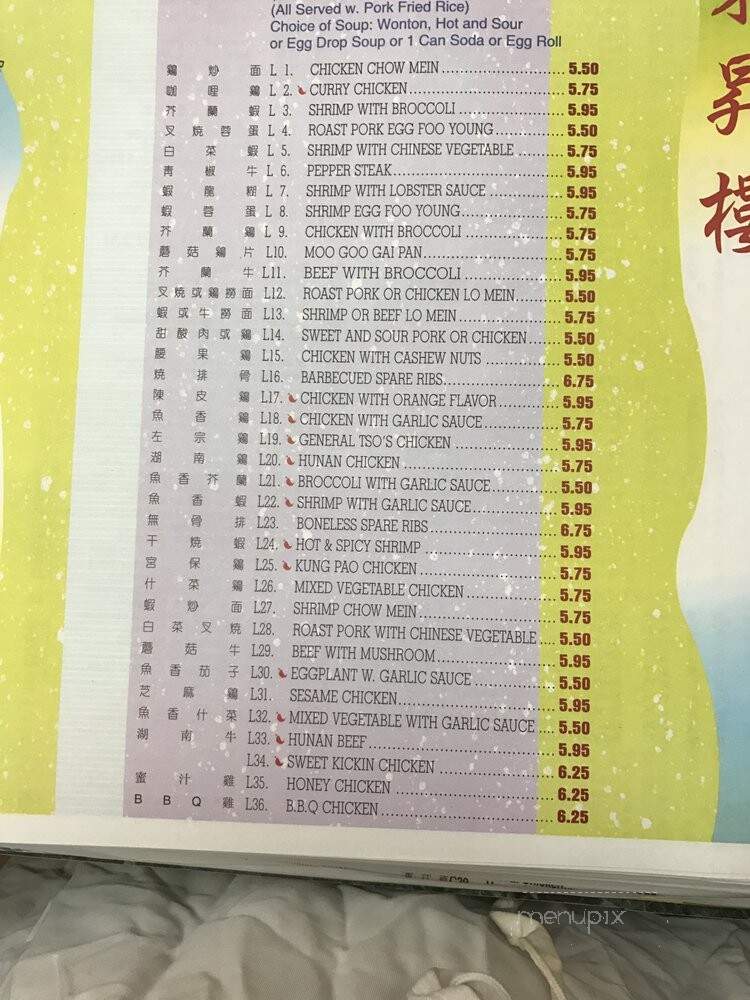 (All Served w. Pork Fried Rice)
Choice of Soup: Wonton, Hot and Sour
or Egg Drop Soup or 1 Can Soda or Egg Roll
鷄炒面 L 1. CHICKEN CHOW MEIN 5.50
咖哩鷄 L 2. CURRY CHICKEN 5.75
芥蘭蝦 L 3. SHRIMP WITH BROCCOLI 5.95
叉燒蓉蛋 L 4. ROAST PORK EGG FOO YOUNG 5.50
白菜蝦 L 5. SHRIMP WITH CHINESE VEGETABLE 5.75
青椒牛 L 6. PEPPER STEAK 5.95
蝦龍糊 L 7. SHRIMP WITH LOBSTER SAUCE 5.95
蝦蓉蛋 L 8. SHRIMP EGG FOO YOUNG 5.75
芥蘭鷄 L 9. CHICKEN WITH BROCCOLI 5.75
蘑菇鷄片 L10. MOO GOO GAI PAN 5.75
芥蘭牛 L11. BEEF WITH BROCCOLI 5.95
叉燒或鷄撈面 L12. ROAST PORK OR CHICKEN LO MEIN 5.50
蝦或牛撈面 L13. SHRIMP OR BEEF LO MEIN 5.75
甜酸肉或鷄 L14. SWEET AND SOUR PORK OR CHICKEN 5.50
腰果鷄 L15. CHICKEN WITH CASHEW NUTS 5.50
燒排骨 L16. BARBECUED SPARE RIBS 6.75
陳皮鷄 L17. CHICKEN WITH ORANGE FLAVOR 5.95
魚香鷄 L18. CHICKEN WITH GARLIC SAUCE 5.75
左宗鷄 L19. GENERAL TSO'S CHICKEN 5.95
湖南鷄 L20. HUNAN CHICKEN 5.75
魚香芥蘭 L21. BROCCOLI WITH GARLIC SAUCE 5.50
魚香蝦 L22. SHRIMP WITH GARLIC SAUCE 5.95
無骨排 L23. BONELESS SPARE RIBS 6.75
干燒蝦 L24. HOT & SPICY SHRIMP 5.95
宮保鷄 L25. KUNG PAO CHICKEN 5.75
什菜鷄 L26. MIXED VEGETABLE CHICKEN 5.75
蝦炒面 L27. SHRIMP CHOW MEIN 5.75
白菜叉燒 L28. ROAST PORK WITH CHINESE VEGETABLE 5.50
蘑菇牛 L29. BEEF WITH MUSHROOM 5.95
魚香茄子 L30. EGGPLANT W. GARLIC SAUCE 5.50
芝麻鷄 L31. SESAME CHICKEN 5.95
魚香什菜 L32. MIXED VEGETABLE WITH GARLIC SAUCE 5.50
湖南牛 L33. HUNAN BEEF 5.95
L34. SWEET KICKIN CHICKEN 6.25
蜜汁雞 L35. HONEY CHICKEN 6.25
BBQ雞 L36. B.B.Q CHICKEN 6.25
menupix